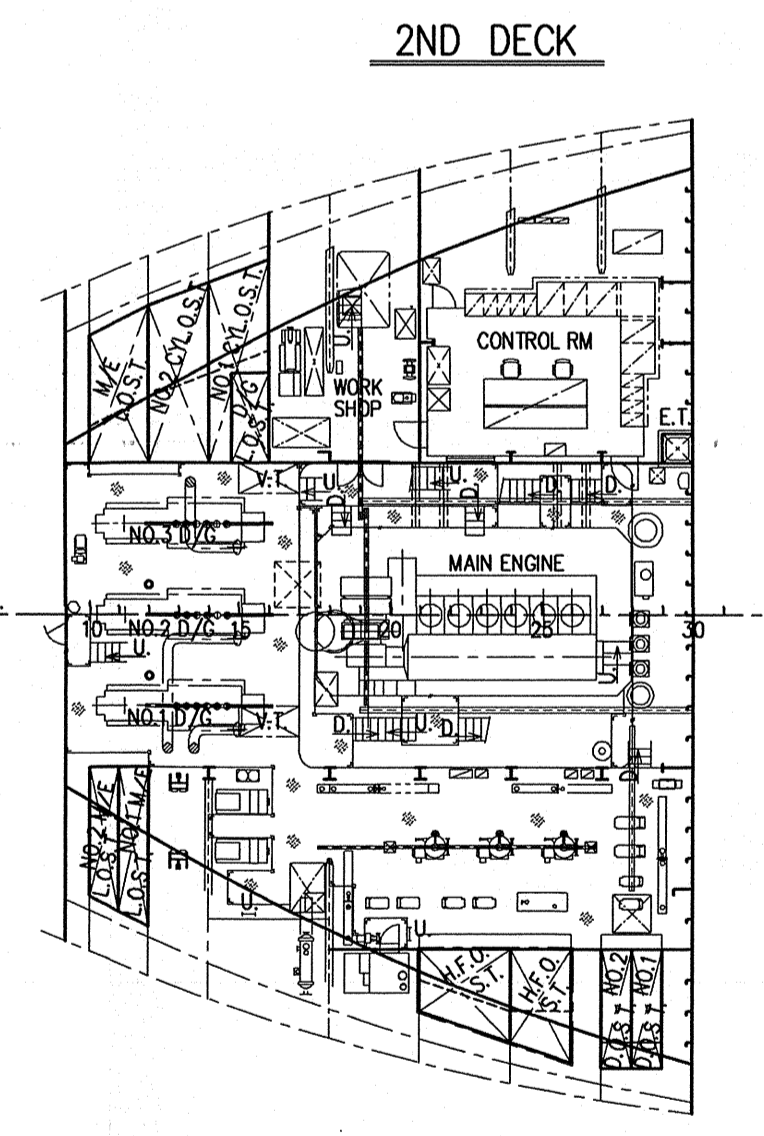 2ND DECK
CONTROL RM
WORK
SHOP
U.
E.T.
M/E
L.O.S.T.
NO.2 CYL.O.S.T.
NO.1 CYL.O.S.T.
D/G
L.O.S.T.
V.T.
U.
U.
D.
D.
D.
D.
NO.3 D/G
MAIN ENGINE
10
NO.2 D/G
15
20
25
30
U.
U.
NO.1 D/G
V.T.
D.
U.
D.
D.
NO.2 M/E
L.O.S.T.
NO.1 M/E
L.O.S.T.
U.
U.
H.F.O.
S.T.
H.F.O.
S.T.
NO.2
D.O.S.T
NO.1
D.O.S.T